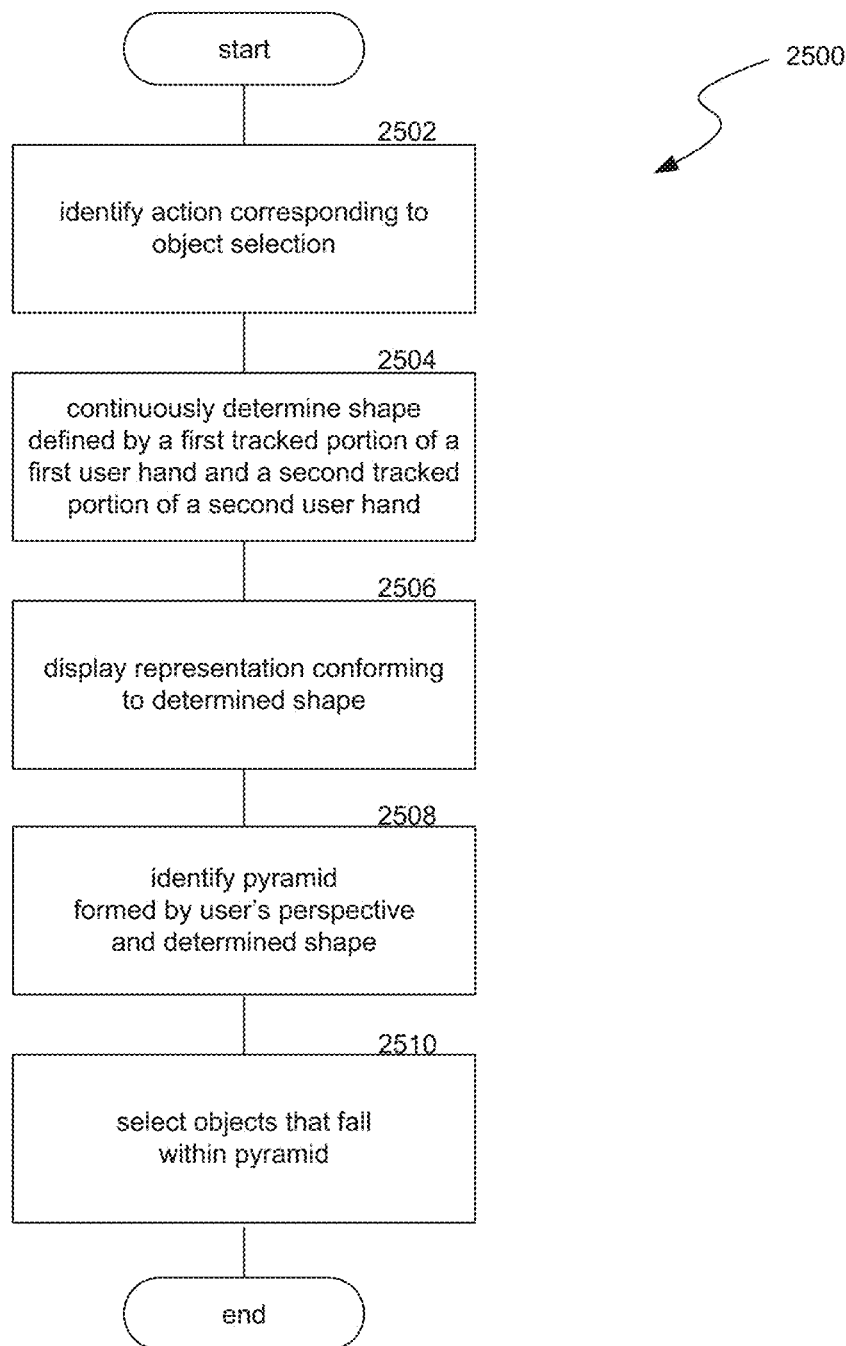 start
2500
2502
identify action corresponding to
object selection
2504
continuously determine shape
defined by a first tracked portion of a
first user hand and a second tracked
portion of a second user hand
2506
display representation conforming
to determined shape
2508
identify pyramid
formed by user's perspective
and determined shape
2510
select objects that fall
within pyramid
end